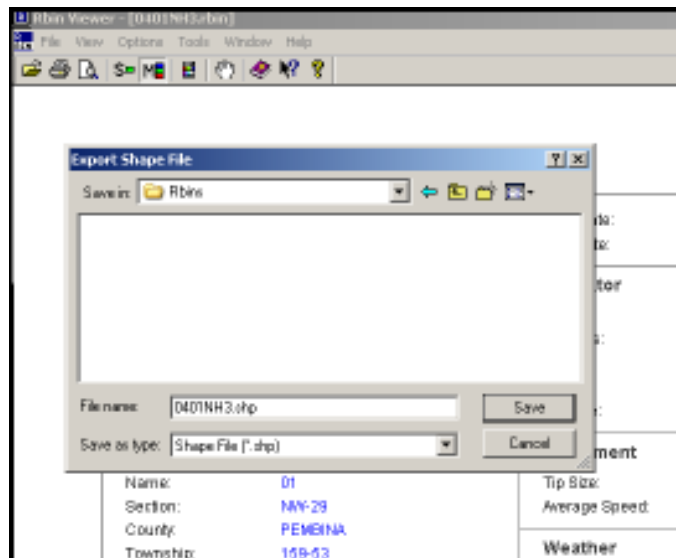 Rbin Viewer - [0401NH3.rbin]
File View Options Tools Window Help
Export Shape File
Save in: Rbins
File name: 0401NH3.shp Save
Save as type: Shape File (*.shp) Cancel
Name: 01
Section: NW-29
County: PEMBINA
Township: 159-53
Tip Size:
Average Speed:
Weather